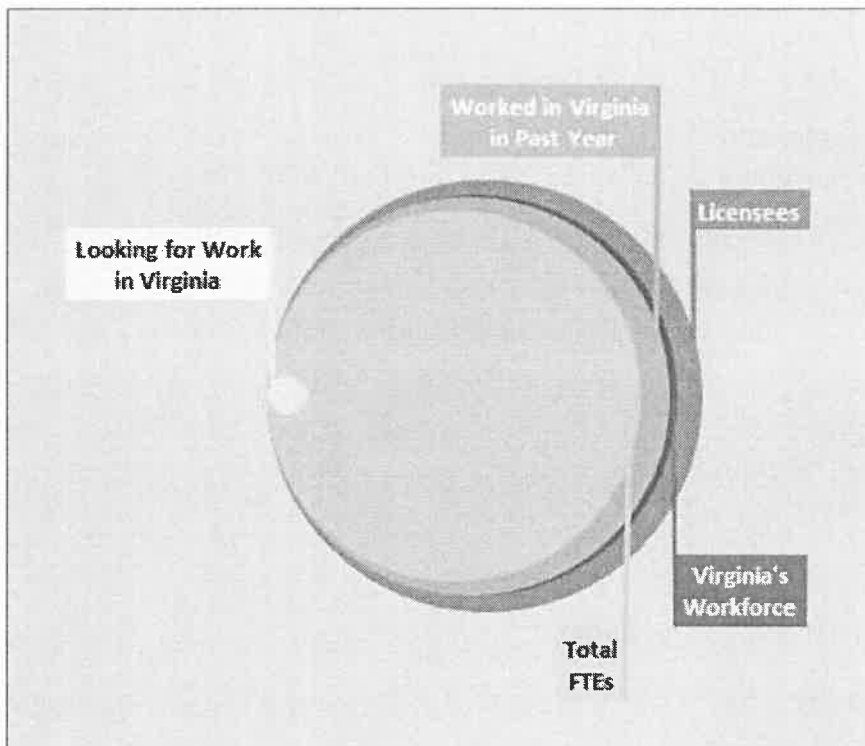 Worked in Virginia
in Past Year
Licensees
Looking for Work
in Virginia
Virginia's
Workforce
Total
FTEs